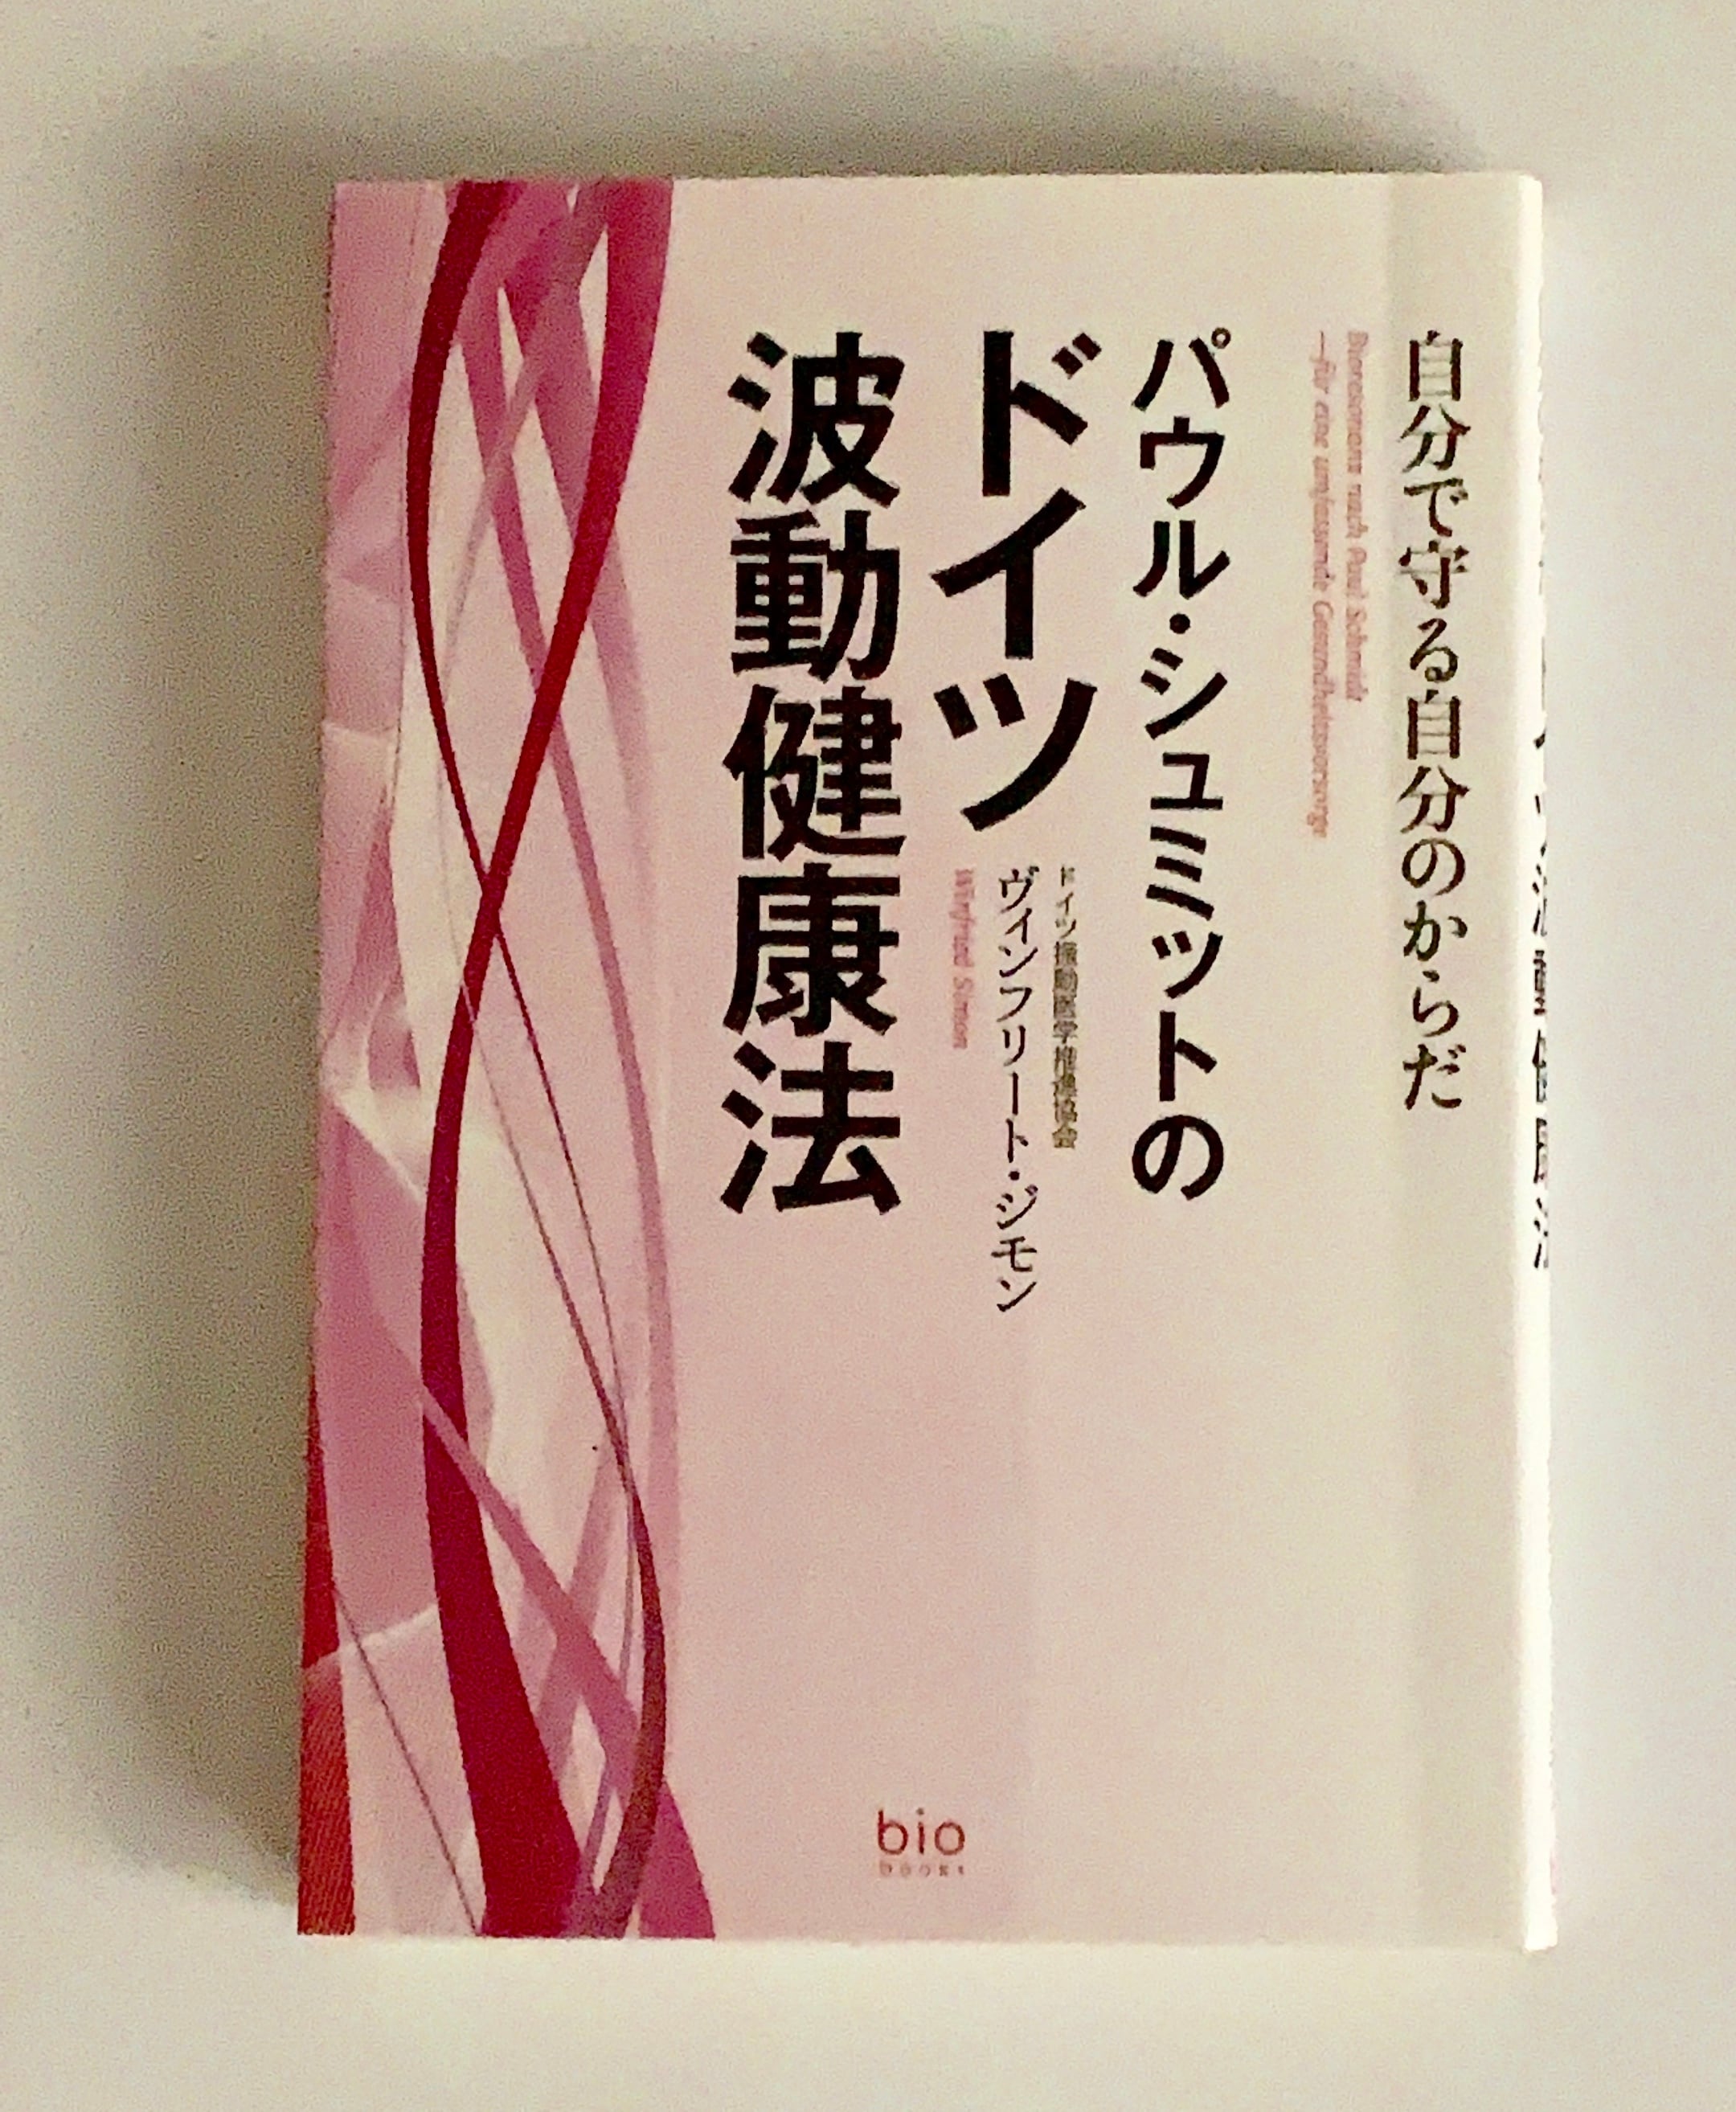 自分で守る自分のからだ
Bioresonanz nach Paul Schmidt
—für eine umfassende Gesundheitsvorsorge
パウル・シュミットの
ドイツ
波動健康法
ドイツ振動医学推進協会
ヴィンフリート・ジモン
Winfried Simon
bio
books